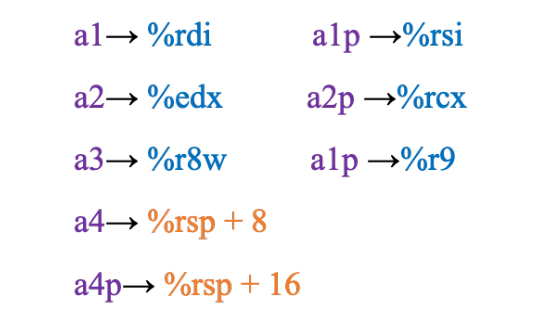 a1→ %rdi a1p →%rsi
a2→ %edx a2p →%rcx
a3→ %r8w a1p →%r9
a4→ %rsp + 8
a4p→ %rsp + 16